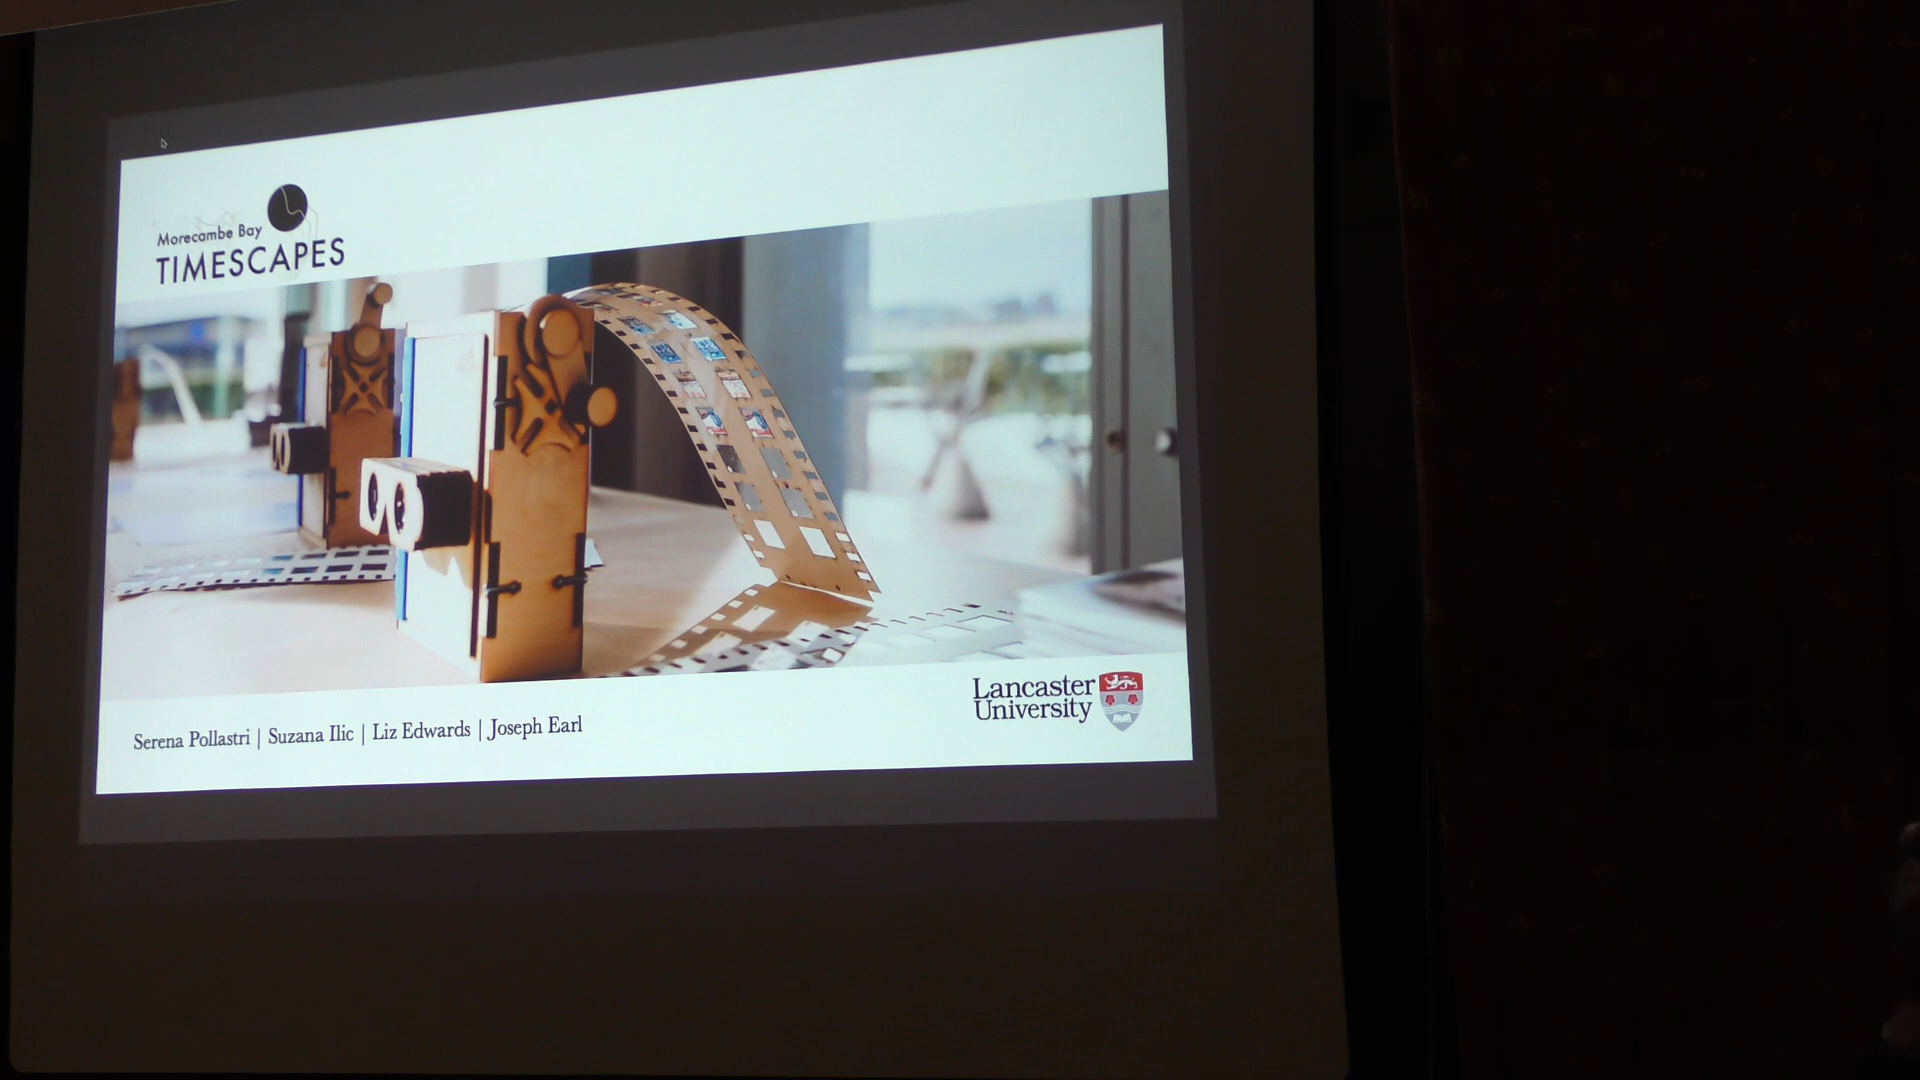 Morecambe Bay
TIMESCAPES
Serena Pollastri | Suzana Ilic | Liz Edwards | Joseph Earl
Lancaster
University